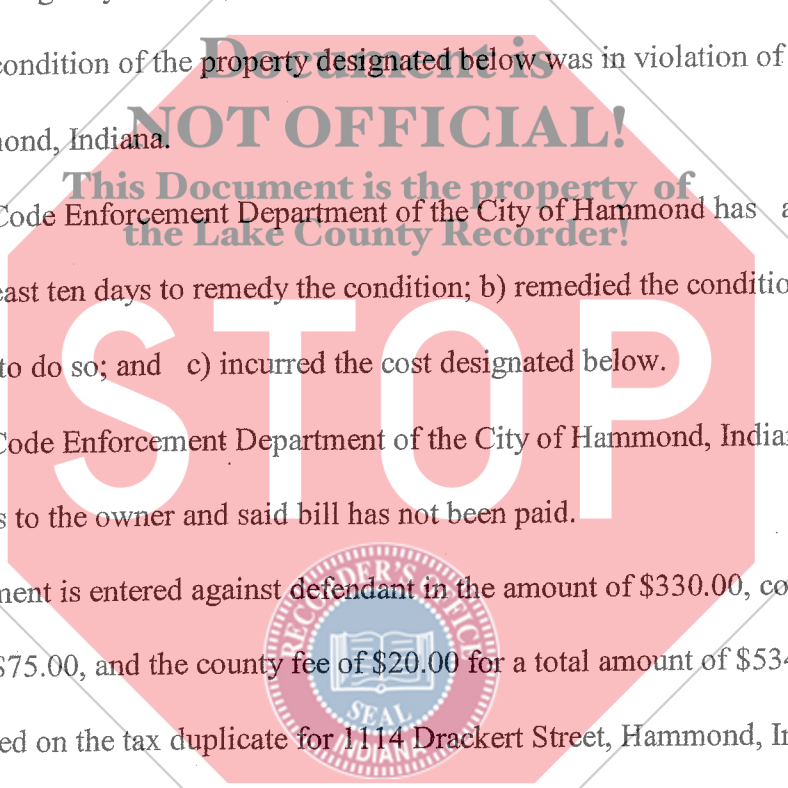 condition of the property designated below was in violation of
Document is
NOT OFFICIAL!
ond, Indiana.
This Document is the property of
Code Enforcement Department of the City of Hammond has a
the Lake County Recorder!
east ten days to remedy the condition; b) remedied the conditio
STOP
to do so; and c) incurred the cost designated below.
Code Enforcement Department of the City of Hammond, India
s to the owner and said bill has not been paid.
ment is entered against defendant in the amount of $330.00, co
$75.00, and the county fee of $20.00 for a total amount of $534
ed on the tax duplicate for 1114 Drackert Street, Hammond, In
RECORDER'S OFFICE
SEAL
INDIANA